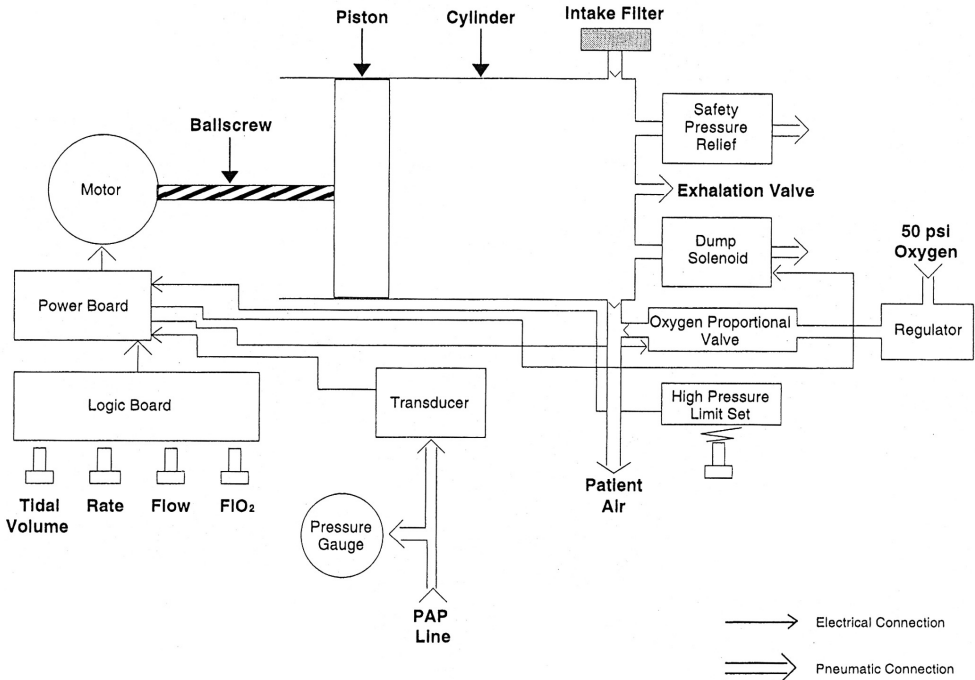 Piston
Cylinder
Intake Filter
Safety
Pressure
Relief
Ballscrew
Motor
Exhalation Valve
Dump
Solenoid
50 psi
Oxygen
Power Board
Oxygen Proportional
Valve
Regulator
Logic Board
Transducer
High Pressure
Limit Set
Tidal
Volume
Rate
Flow
FIO₂
Patient
Air
Pressure
Gauge
PAP
Line
Electrical Connection
Pneumatic Connection